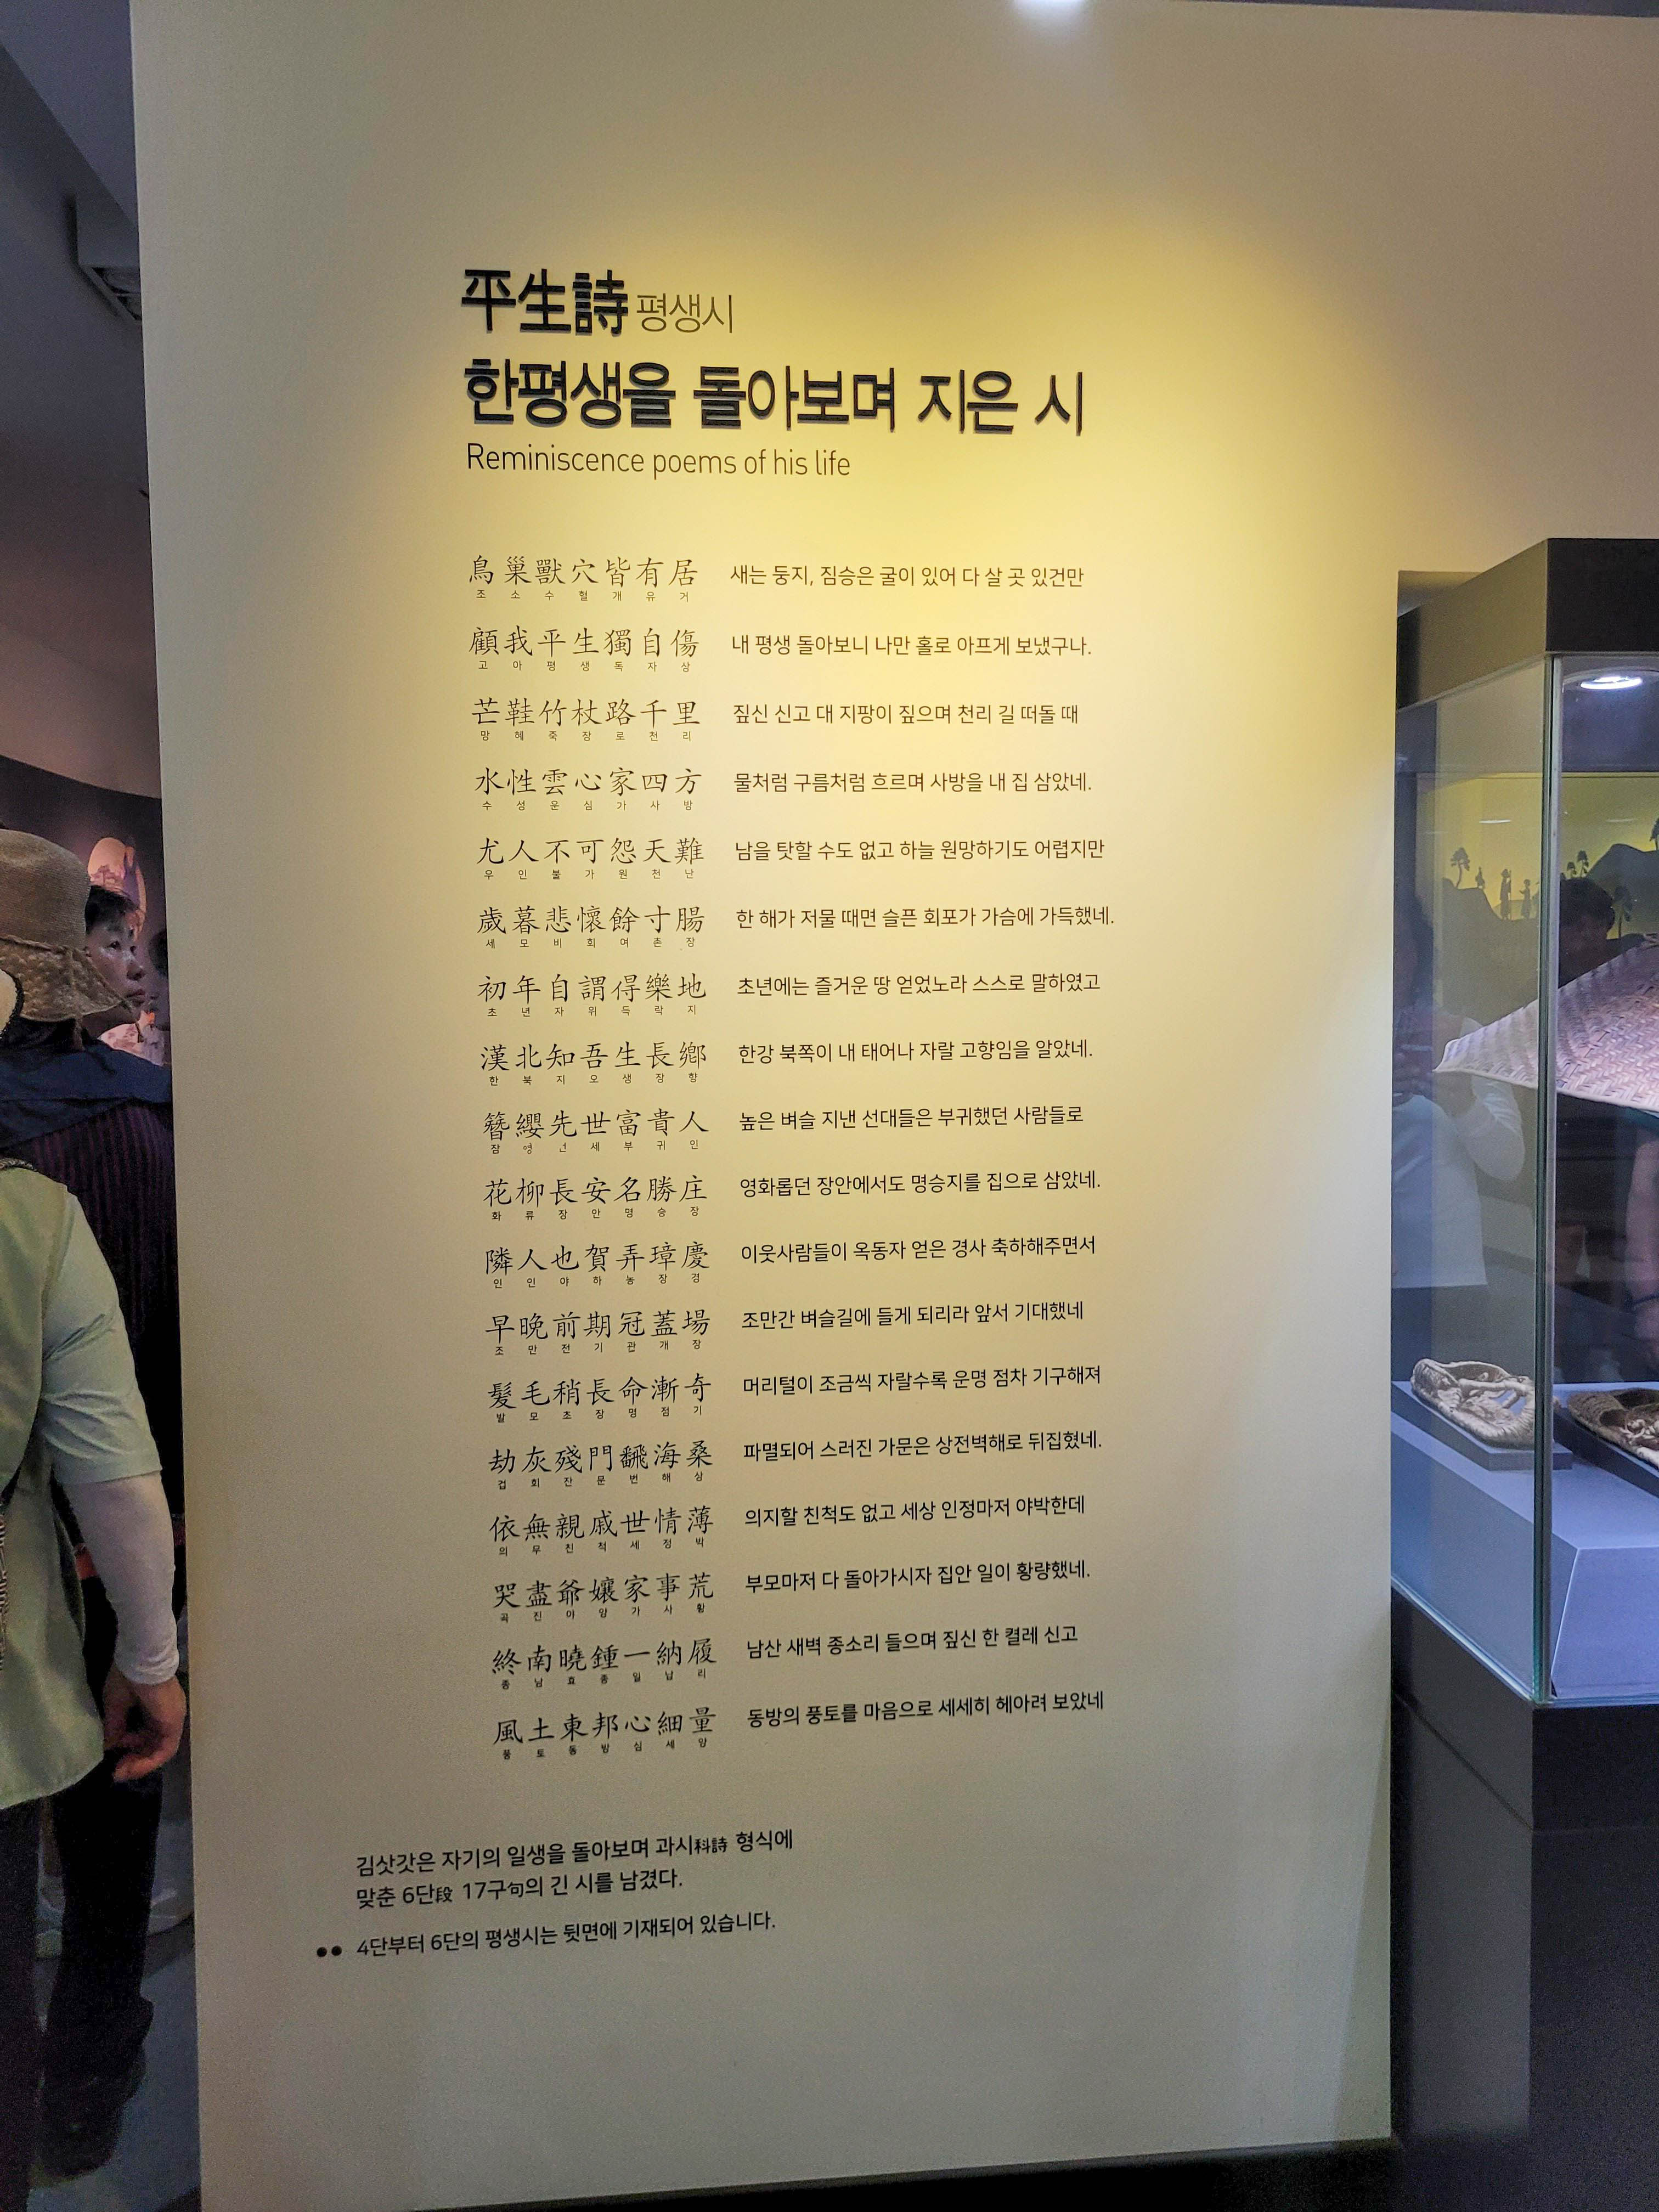 平生詩 평생시
한평생을 돌아보며 지은 시
Reminiscence poems of his life
鳥巢獸穴皆有居 새는 둥지, 짐승은 굴이 있어 다 살 곳 있건만
조 소 수 혈 개 유 거
顧我平生獨自傷 내 평생 돌아보니 나만 홀로 아프게 보냈구나.
고 아 평 생 독 자 상
芒鞋竹杖路千里 짚신 신고 대 지팡이 짚으며 천리 길 떠돌 때
망 혜 죽 장 로 천 리
水性雲心家四方 물처럼 구름처럼 흐르며 사방을 내 집 삼았네.
수 성 운 심 가 사 방
尤人不可怨天難 남을 탓할 수도 없고 하늘 원망하기도 어렵지만
우 인 불 가 원 천 난
歲暮悲懷餘寸腸 한 해가 저물 때면 슬픈 회포가 가슴에 가득했네.
세 모 비 회 여 촌 장
初年自謂得樂地 초년에는 즐거운 땅 얻었노라 스스로 말하였고
초 년 자 위 득 락 지
漢北知吾生長鄕 한강 북쪽이 내 태어나 자랄 고향임을 알았네.
한 북 지 오 생 장 향
簪纓先世富貴人 높은 벼슬 지낸 선대들은 부귀했던 사람들로
잠 영 선 세 부 귀 인
花柳長安名勝庄 영화롭던 장안에서도 명승지를 집으로 삼았네.
화 류 장 안 명 승 장
隣人也賀弄璋慶 이웃사람들이 옥동자 얻은 경사 축하해주면서
인 인 야 하 농 장 경
早晩前期冠蓋場 조만간 벼슬길에 들게 되리라 앞서 기대했네
조 만 전 기 관 개 장
髮毛稍長命漸奇 머리털이 조금씩 자랄수록 운명 점차 기구해져
발 모 초 장 명 점 기
劫灰殘門飜海桑 파멸되어 스러진 가문은 상전벽해로 뒤집혔네.
겁 회 잔 문 번 해 상
依無親戚世情薄 의지할 친척도 없고 세상 인정마저 야박한데
의 무 친 척 세 정 박
哭盡爺孃家事荒 부모마저 다 돌아가시자 집안 일이 황량했네.
곡 진 야 양 가 사 황
終南曉鍾一納履 남산 새벽 종소리 들으며 짚신 한 켤레 신고
종 남 효 종 일 납 리
風土東邦心細量 동방의 풍토를 마음으로 세세히 헤아려 보았네
풍 토 동 방 심 세 양
김삿갓은 자기의 일생을 돌아보며 과시科詩 형식에
맞춘 6단段 17구句의 긴 시를 남겼다.
●● 4단부터 6단의 평생시는 뒷면에 기재되어 있습니다.